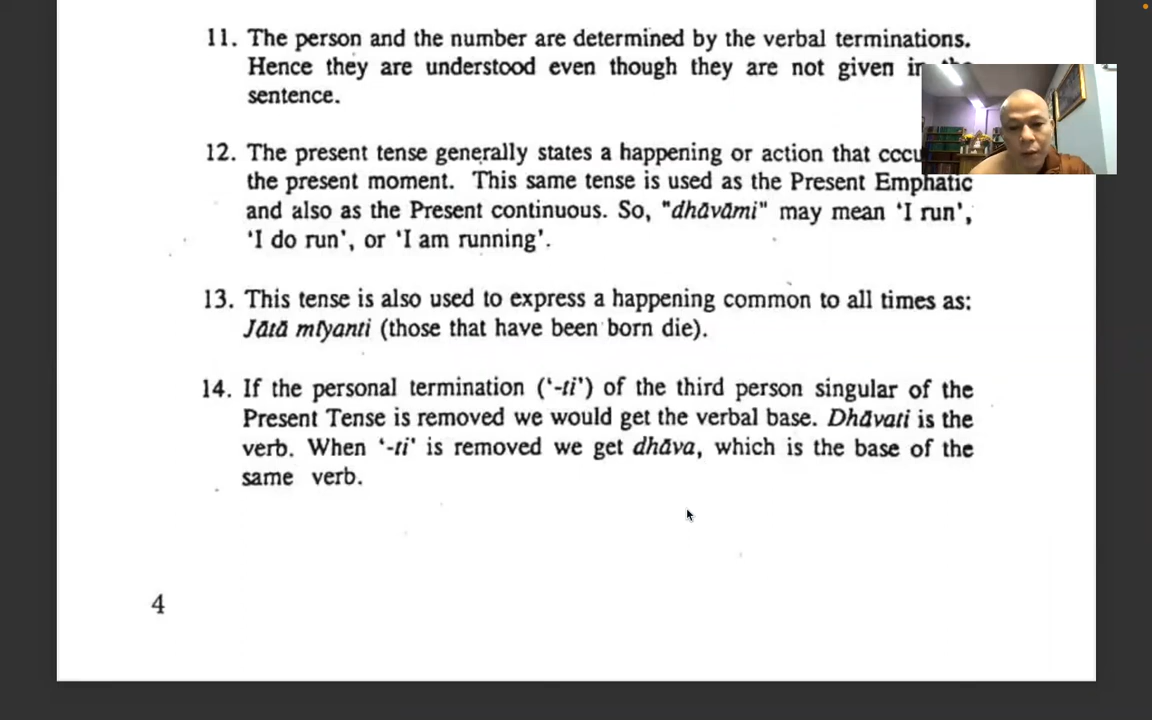 11. The person and the number are determined by the verbal terminations.
Hence they are understood even though they are not given in the
sentence.
12. The present tense generally states a happening or action that
the present moment. This same tense is used as the Present Emphatic
and also as the Present continuous. So, "dhāvāmi" may mean ‘I run’,
‘I do run’, or ‘I am running’.
13. This tense is also used to express a happening common to all times as:
Jātā mīyanti (those that have been born die).
14. If the personal termination (‘-ti’) of the third person singular of the
Present Tense is removed we would get the verbal base. Dhāvati is the
verb. When ‘-ti’ is removed we get dhāva, which is the base of the
same verb.
4